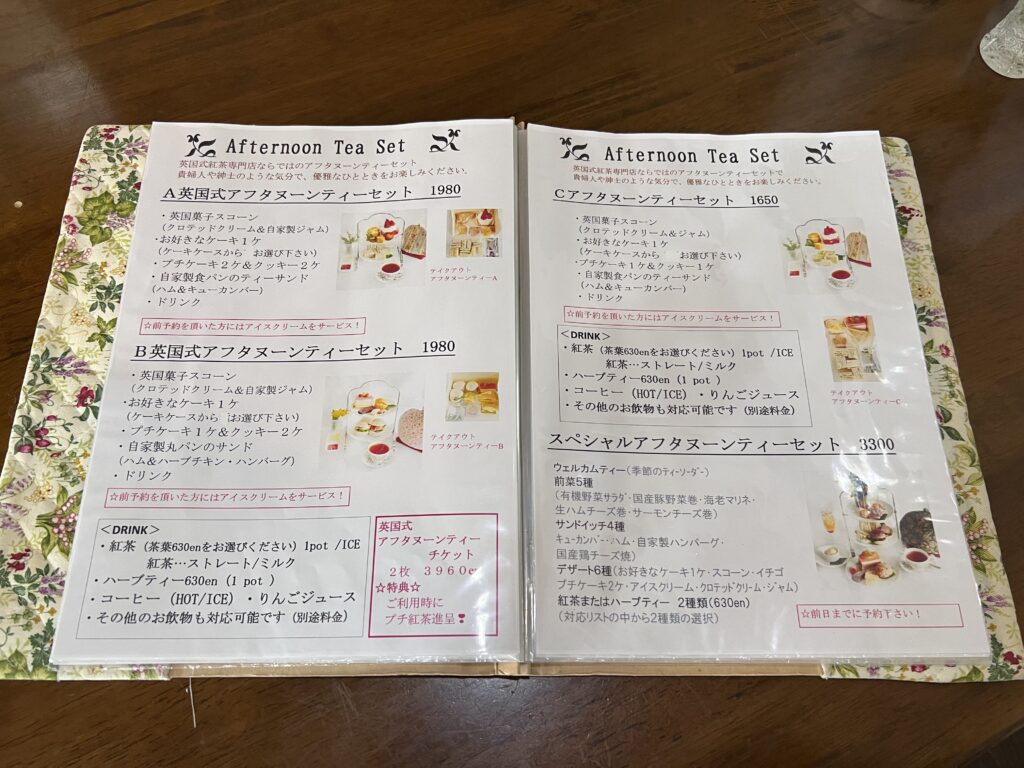 Afternoon Tea Set
英国式紅茶専門店ならではのアフタヌーンティーセット
貴婦人や紳士のような気分で、優雅なひとときをお楽しみください。
A英国式アフタヌーンティーセット 1980
・英国菓子スコーン
(クロテッドクリーム&自家製ジャム)
・お好きなケーキ1ケ
(ケーキケースから お選び下さい)
・プチケーキ2ケ&クッキー2ケ
・自家製食パンのティーサンド
(ハム&キューカンバー)
・ドリンク
テイクアウト
アフタヌーンティーA
☆前予約を頂いた方にはアイスクリームをサービス!
B英国式アフタヌーンティーセット 1980
・英国菓子スコーン
(クロテッドクリーム&自家製ジャム)
・お好きなケーキ1ケ
(ケーキケースから お選び下さい)
・プチケーキ1ケ&クッキー2ケ
・自家製丸パンのサンド
(ハム&ハーブチキン・ハンバーグ)
・ドリンク
テイクアウト
アフタヌーンティーB
☆前予約を頂いた方にはアイスクリームをサービス!
<DRINK>
・紅茶(茶葉630enをお選びください)1pot /ICE
紅茶…ストレート/ミルク
・ハーブティー630en (1 pot )
・コーヒー(HOT/ICE) ・りんごジュース
・その他のお飲物も対応可能です(別途料金)
英国式
アフタヌーンティー
チケット
2枚 3960en
☆特典☆
ご利用時に
プチ紅茶進呈❣
Afternoon Tea Set
英国式紅茶専門店ならではのアフタヌーンティーセットで
貴婦人や紳士のような気分で、優雅なひとときをお楽しみください。
Cアフタヌーンティーセット 1650
・英国菓子スコーン
(クロテッドクリーム&ジャム)
・お好きなケーキ1ケ
(ケーキケースから お選び下さい)
・プチケーキ1ケ&クッキー1ケ
・自家製食パンのティーサンド
(ハム&キューカンバー)
・ドリンク
☆前予約を頂いた方にはアイスクリームをサービス!
<DRINK>
・紅茶(茶葉630enをお選びください)1pot /ICE
紅茶…ストレート/ミルク
・ハーブティー630en (1 pot )
・コーヒー(HOT/ICE) ・りんごジュース
・その他のお飲物も対応可能です(別途料金)
テイクアウト
アフタヌーンティーC
スペシャルアフタヌーンティーセット 3300
ウェルカムティー(季節のティーソーダー)
前菜5種
(有機野菜サラダ・国産豚野菜巻・海老マリネ・
生ハムチーズ巻・サーモンチーズ巻)
サンドイッチ4種
キューカンバー・ハム・自家製ハンバーグ・
国産鶏チーズ焼)
デザート6種(お好きなケーキ1ケ・スコーン・イチゴ
プチケーキ2ケ・アイスクリーム・クロテッドクリーム・ジャム)
紅茶またはハーブティー 2種類(630en)
(対応リストの中から2種類の選択)
☆前日までに予約下さい!